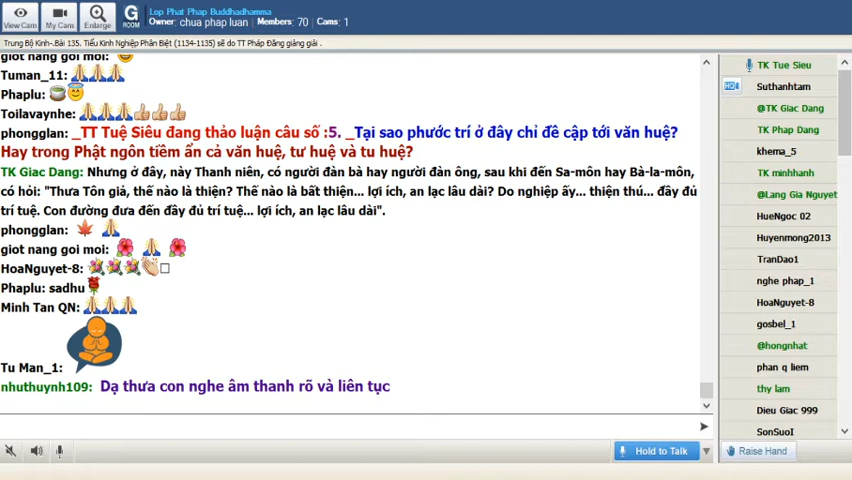 View Cam
My Cam
Enlarge
G
ROOM
Lop Phat Phap Buddhadhamma
Owner: chua phap luan Members: 70 Cams: 1
Trung Bộ Kinh-.Bài 135. Tiểu Kinh Nghiệp Phân Biệt (1134-1135) sẽ do TT Pháp Đăng giảng giải .
giot nang goi moi:
Tuman_11:
Phaplu:
Toilavaynhe:
phongglan: _TT Tuệ Siêu đang thảo luận câu số :5. _Tại sao phước trí ở đây chỉ đề cập tới văn huệ?
Hay trong Phật ngôn tiềm ẩn cả văn huệ, tư huệ và tu huệ?
TK Giac Dang: Nhưng ở đây, này Thanh niên, có người đàn bà hay người đàn ông, sau khi đến Sa-môn hay Bà-la-môn,
có hỏi: "Thưa Tôn giả, thế nào là thiện? Thế nào là bất thiện... lợi ích, an lạc lâu dài? Do nghiệp ấy... thiện thú... đầy đủ
trí tuệ. Con đường đưa đến đầy đủ trí tuệ... lợi ích, an lạc lâu dài".
phongglan:
giot nang goi moi:
HoaNguyet-8:
Phaplu: sadhu
Minh Tan QN:
Tu Man_1:
nhuthuynh109: Dạ thưa con nghe âm thanh rõ và liên tục
Hold to Talk
TK Tue Sieu
Suthanhtam
@TK Giac Dang
TK Phap Dang
khema_5
TK minhhanh
@Lang Gia Nguyet
HueNgoc 02
Huyenmong2013
TranDao1
nghe phap_1
HoaNguyet-8
gosbel_1
@hongnhat
phan q liem
thy lam
Dieu Giac 999
SonSuoI
Raise Hand